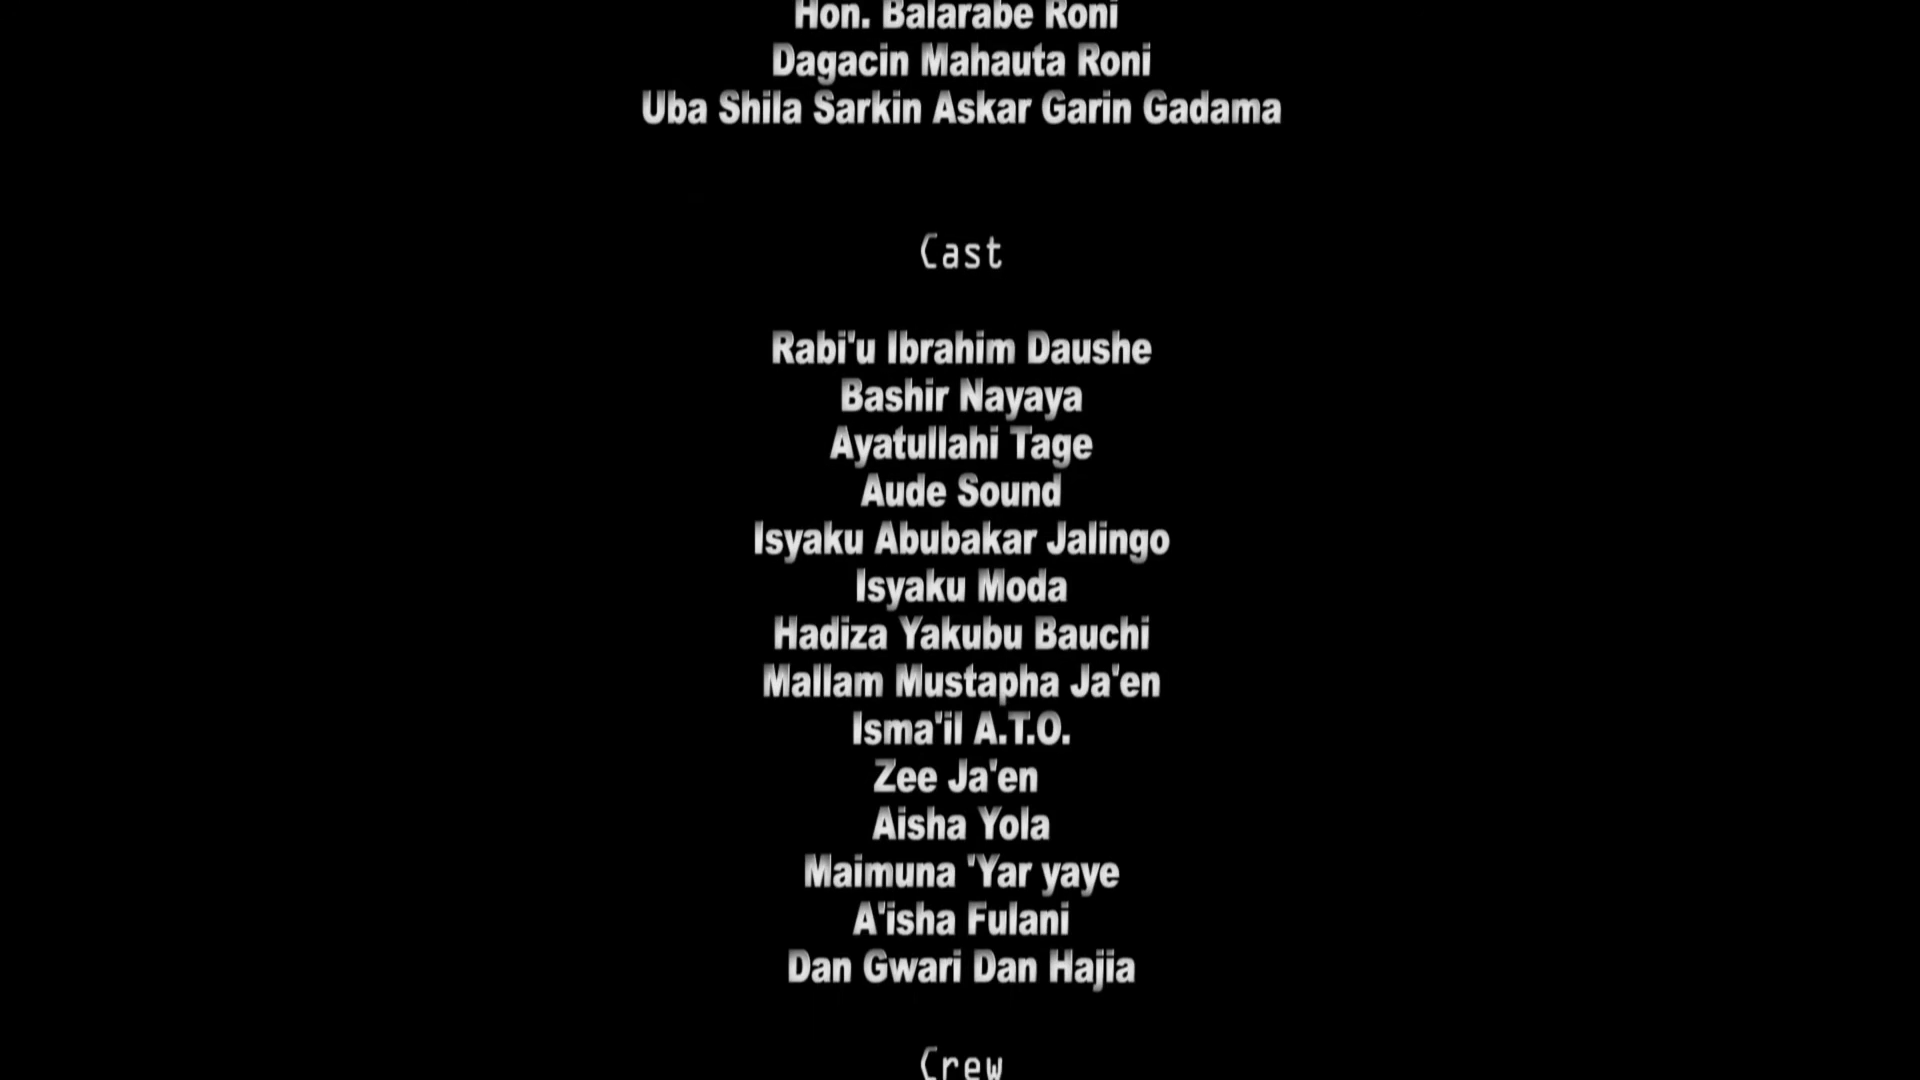 Hon. Balarabe Roni
Dagacin Mahauta Roni
Uba Shila Sarkin Askar Garin Gadama
Cast
Rabi'u Ibrahim Daushe
Bashir Nayaya
Ayatullahi Tage
Aude Sound
Isyaku Abubakar Jalingo
Isyaku Moda
Hadiza Yakubu Bauchi
Mallam Mustapha Ja'en
Isma'il A.T.O.
Zee Ja'en
Aisha Yola
Maimuna 'Yar yaye
A'isha Fulani
Dan Gwari Dan Hajia
Crew